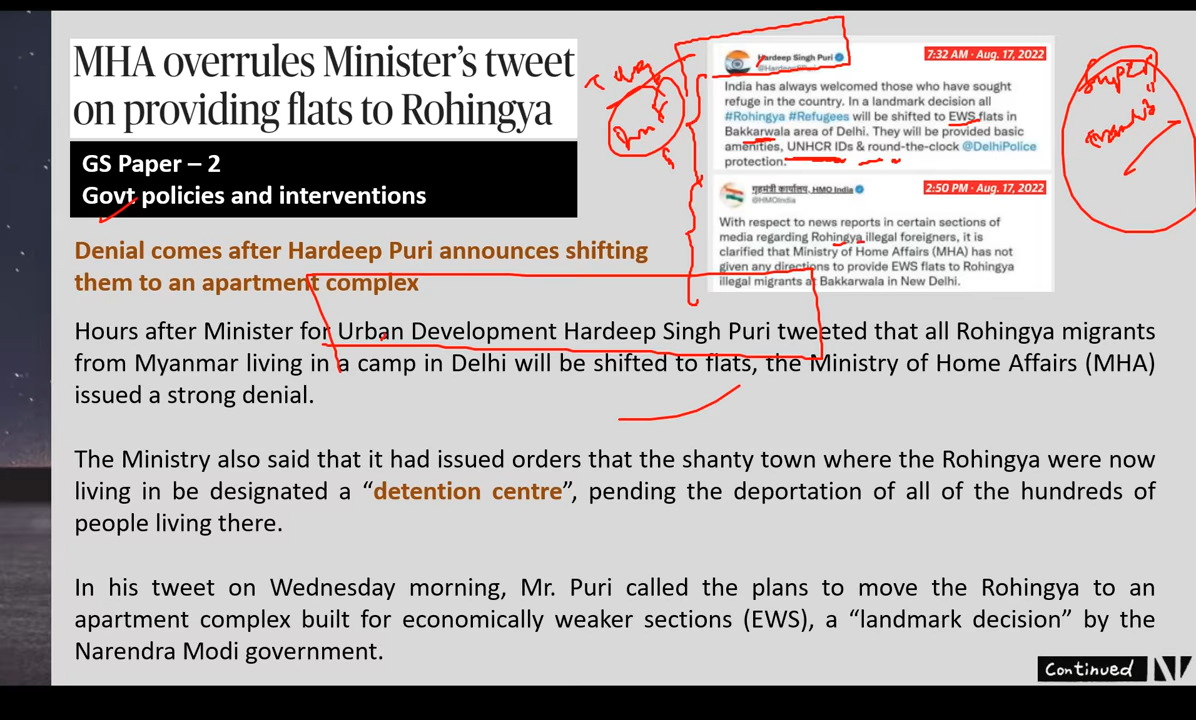 MHA overrules Minister's tweet
on providing flats to Rohingya
GS Paper – 2
Govt policies and interventions
Hardeep Singh Puri
7:32 AM · Aug. 17, 2022
India has always welcomed those who have sought
refuge in the country. In a landmark decision all
#Rohingya #Refugees will be shifted to EWS flats in
Bakkarwala area of Delhi. They will be provided basic
amenities, UNHCR IDs & round-the-clock @DelhiPolice
protection.
गृहमंत्री कार्यालय, HMO India
@HMOIndia
2:50 PM · Aug. 17, 2022
With respect to news reports in certain sections of
media regarding Rohingya illegal foreigners, it is
clarified that Ministry of Home Affairs (MHA) has not
given any directions to provide EWS flats to Rohingya
illegal migrants at Bakkarwala in New Delhi.
Denial comes after Hardeep Puri announces shifting
them to an apartment complex
Hours after Minister for Urban Development Hardeep Singh Puri tweeted that all Rohingya migrants
from Myanmar living in a camp in Delhi will be shifted to flats, the Ministry of Home Affairs (MHA)
issued a strong denial.
The Ministry also said that it had issued orders that the shanty town where the Rohingya were now
living in be designated a “detention centre”, pending the deportation of all of the hundreds of
people living there.
In his tweet on Wednesday morning, Mr. Puri called the plans to move the Rohingya to an
apartment complex built for economically weaker sections (EWS), a “landmark decision” by the
Narendra Modi government.
Continued